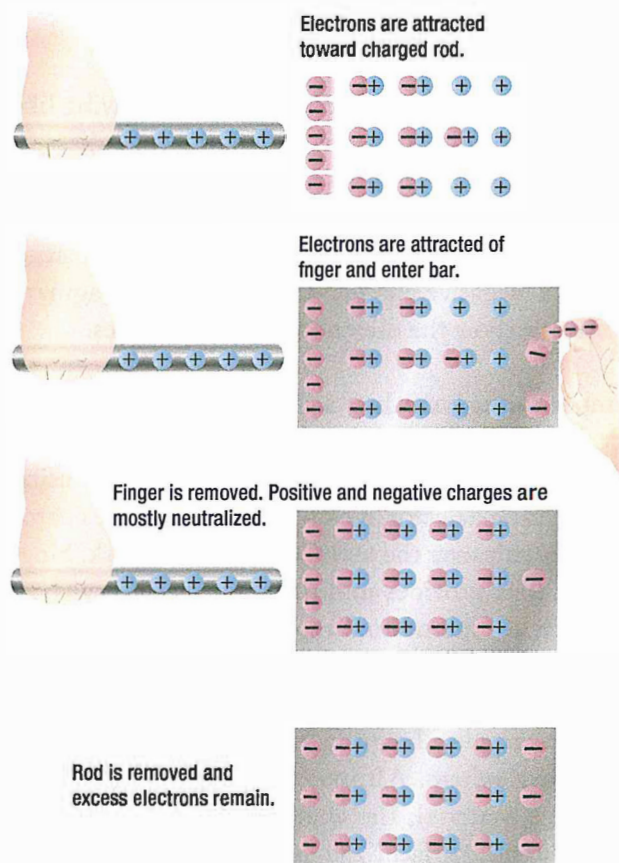 Electrons are attracted
toward charged rod.
Electrons are attracted of
fnger and enter bar.
Finger is removed. Positive and negative charges are
mostly neutralized.
Rod is removed and
excess electrons remain.